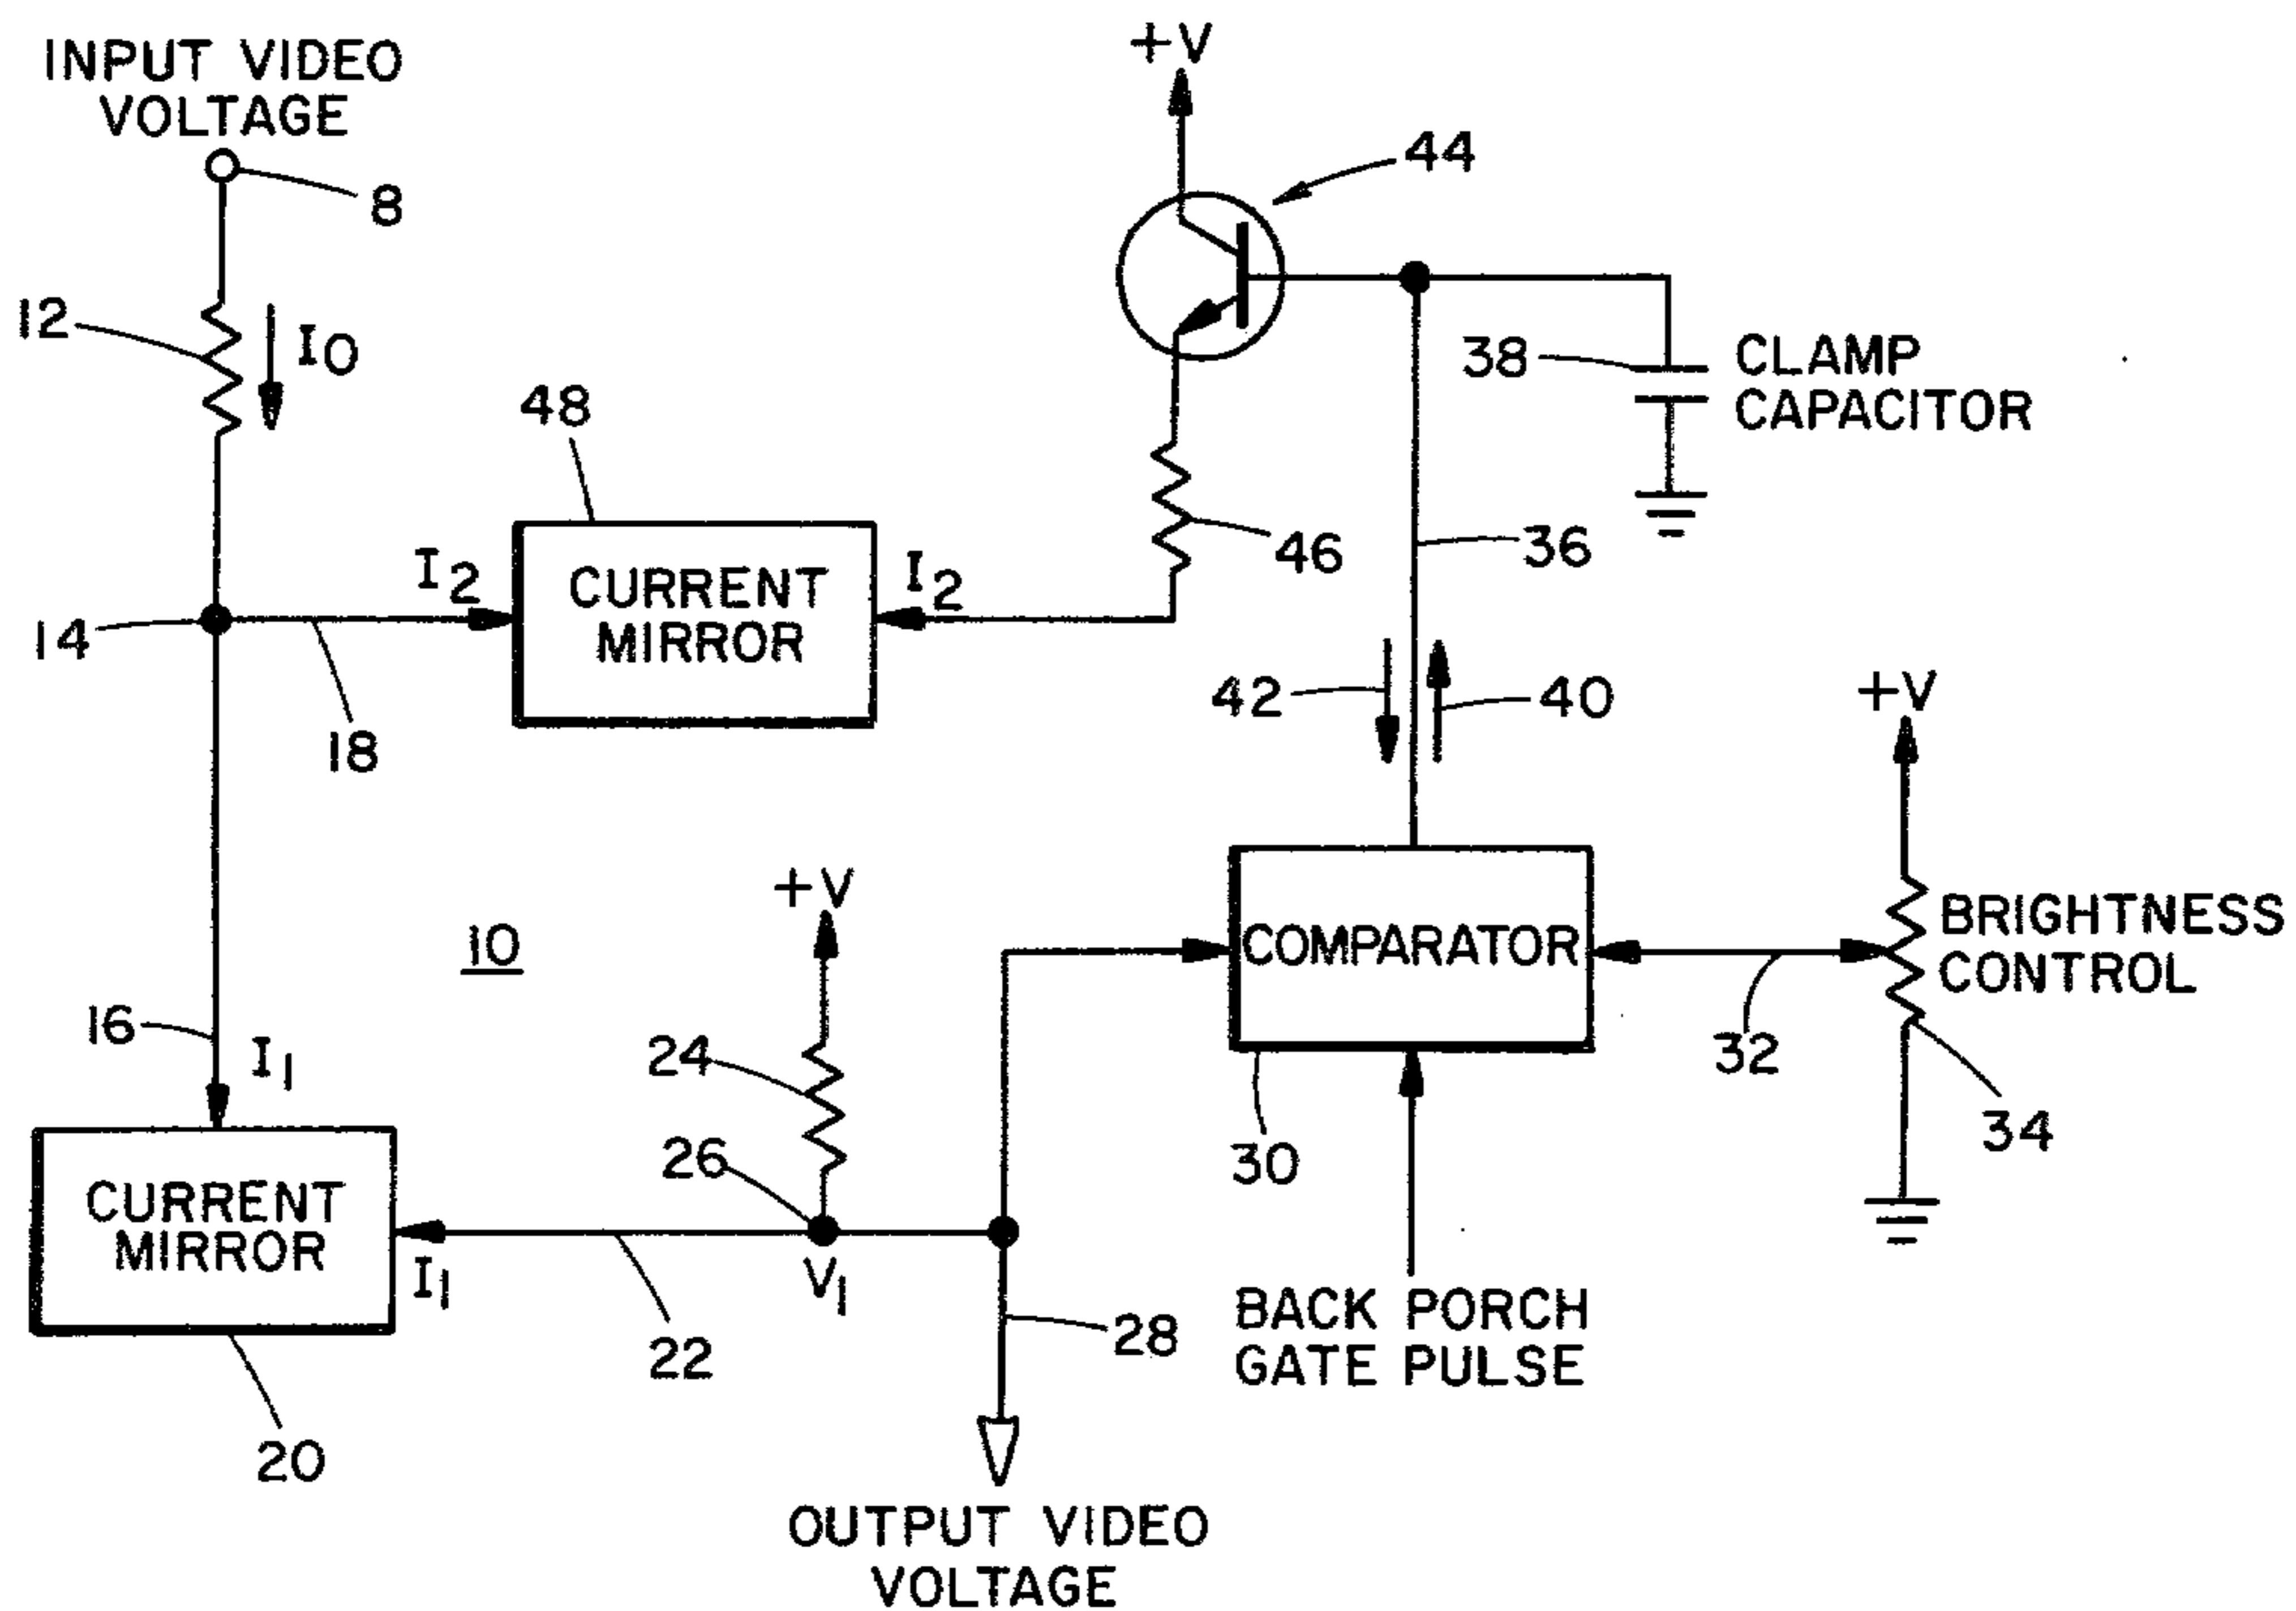 INPUT VIDEO
VOLTAGE
8
12
I0
14
18
I2
48
CURRENT
MIRROR
I2
+V
44
46
36
38
CLAMP
CAPACITOR
42
40
+V
BRIGHTNESS
CONTROL
34
32
COMPARATOR
30
BACK PORCH
GATE PULSE
10
16
I1
CURRENT
MIRROR
20
I1
22
+V
24
26
V1
28
OUTPUT VIDEO
VOLTAGE